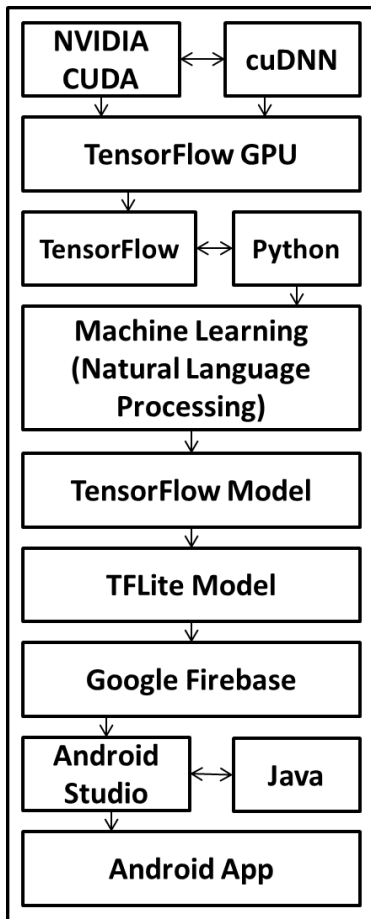 NVIDIA
CUDA
cuDNN
TensorFlow GPU
TensorFlow
Python
Machine Learning
(Natural Language
Processing)
TensorFlow Model
TFLite Model
Google Firebase
Android
Studio
Java
Android App